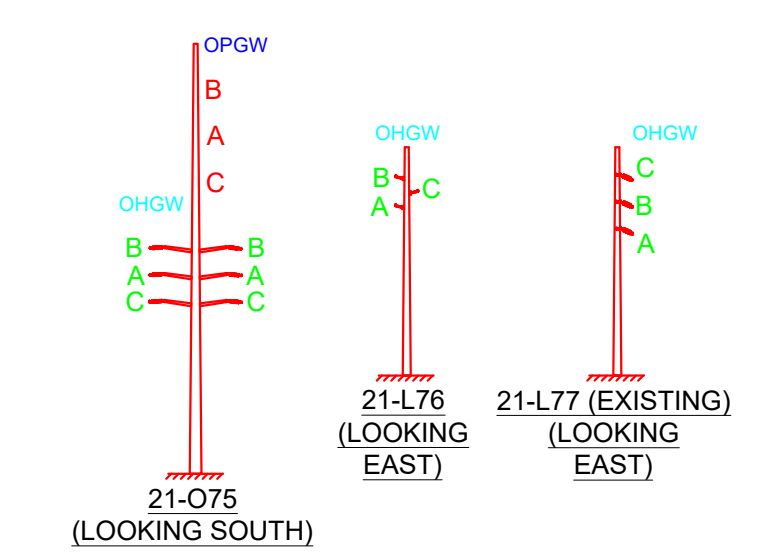 OPGW
B
A
C
OHGW
B B
A A
C C
21-O75
(LOOKING SOUTH)
OHGW
B C
A
21-L76
(LOOKING
EAST)
OHGW
C
B
A
21-L77 (EXISTING)
(LOOKING
EAST)